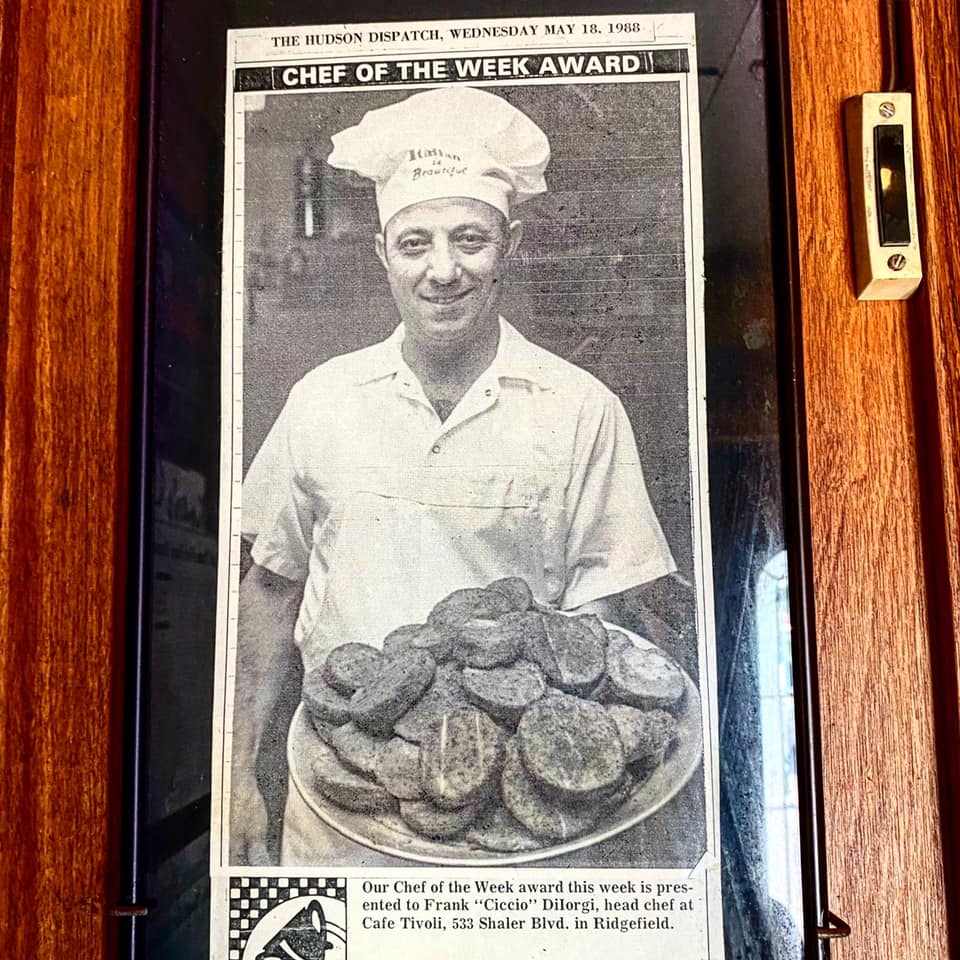 THE HUDSON DISPATCH, WEDNESDAY MAY 18, 1988
CHEF OF THE WEEK AWARD
Italian
is
Beautiful
Our Chef of the Week award this week is pres-
ented to Frank "Ciccio" DiIorgi, head chef at
Cafe Tivoli, 533 Shaler Blvd. in Ridgefield.